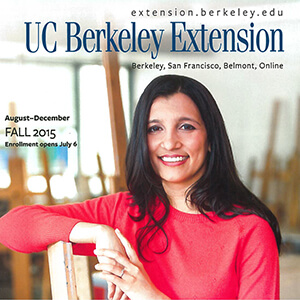 extension.berkeley.edu
UC Berkeley Extension
Berkeley, San Francisco, Belmont, Online
August–December
FALL 2015
Enrollment opens July 6